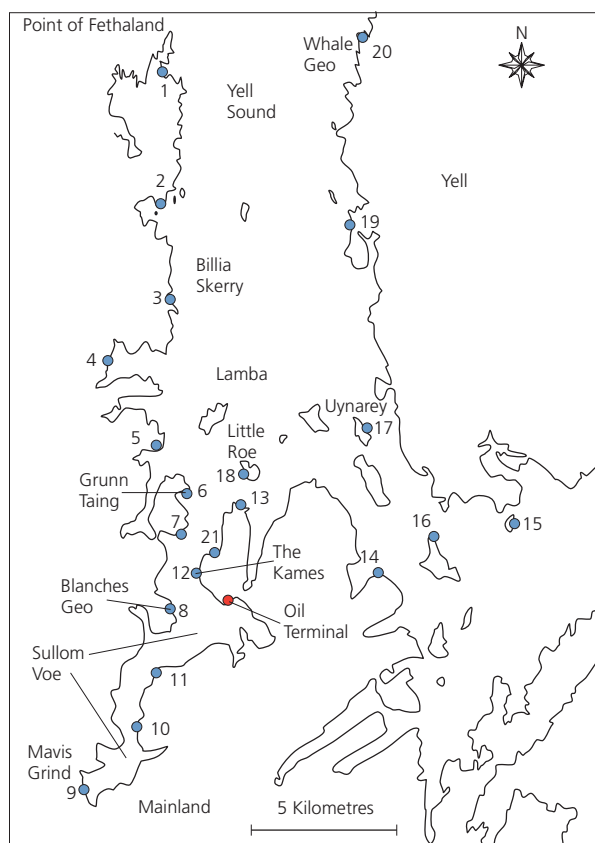 Point of Fethaland
Whale
Geo
20
N
1
Yell
Sound
Yell
2
19
Billia
Skerry
3
4
Lamba
Uynarey
17
Little
Roe
5
18
Grunn
Taing
6
13
7
16
15
21
The
Kames
12
14
Blanches
Geo
8
Oil
Terminal
Sullom
Voe
11
10
Mavis
Grind
9
Mainland
5 Kilometres